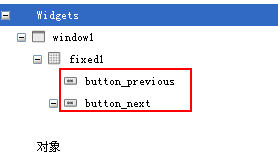 Widgets
window1
fixed1
button_previous
button_next
对象